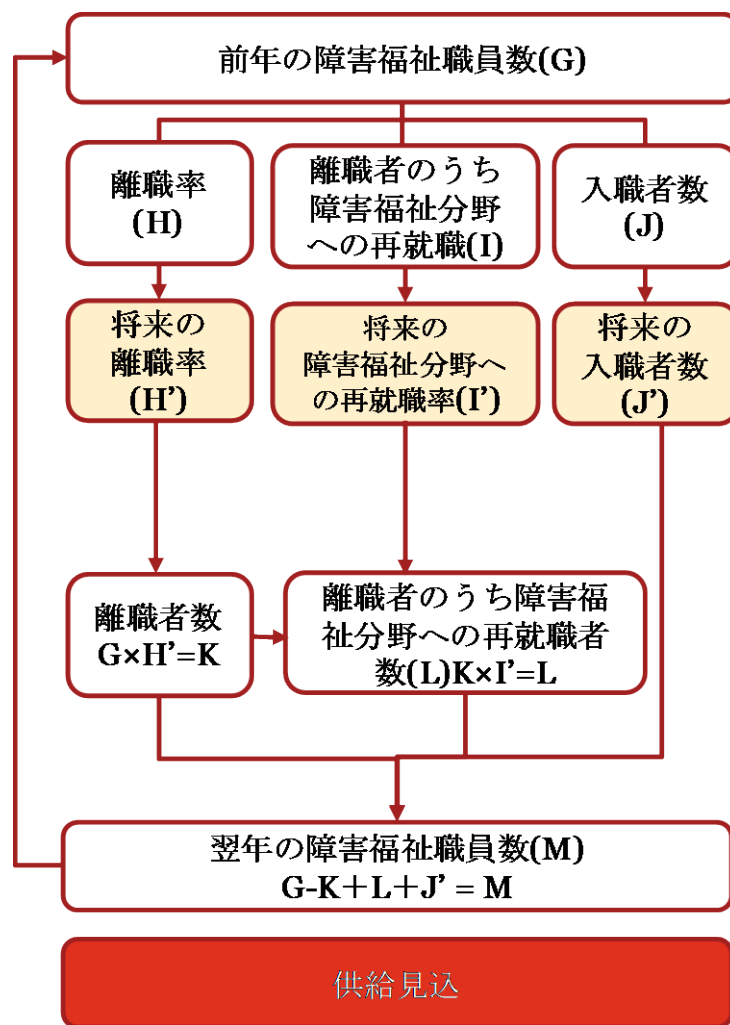 前年の障害福祉職員数(G)
離職率
(H)
離職者のうち
障害福祉分野
への再就職(I)
入職者数
(J)
将来の
離職率
(H’)
将来の
障害福祉分野へ
の再就職率(I’)
将来の
入職者数
(J’)
離職者数
G×H’=K
離職者のうち障害福
祉分野への再就職者
数(L)K×I’=L
翌年の障害福祉職員数(M)
G-K＋L＋J’ = M
供給見込